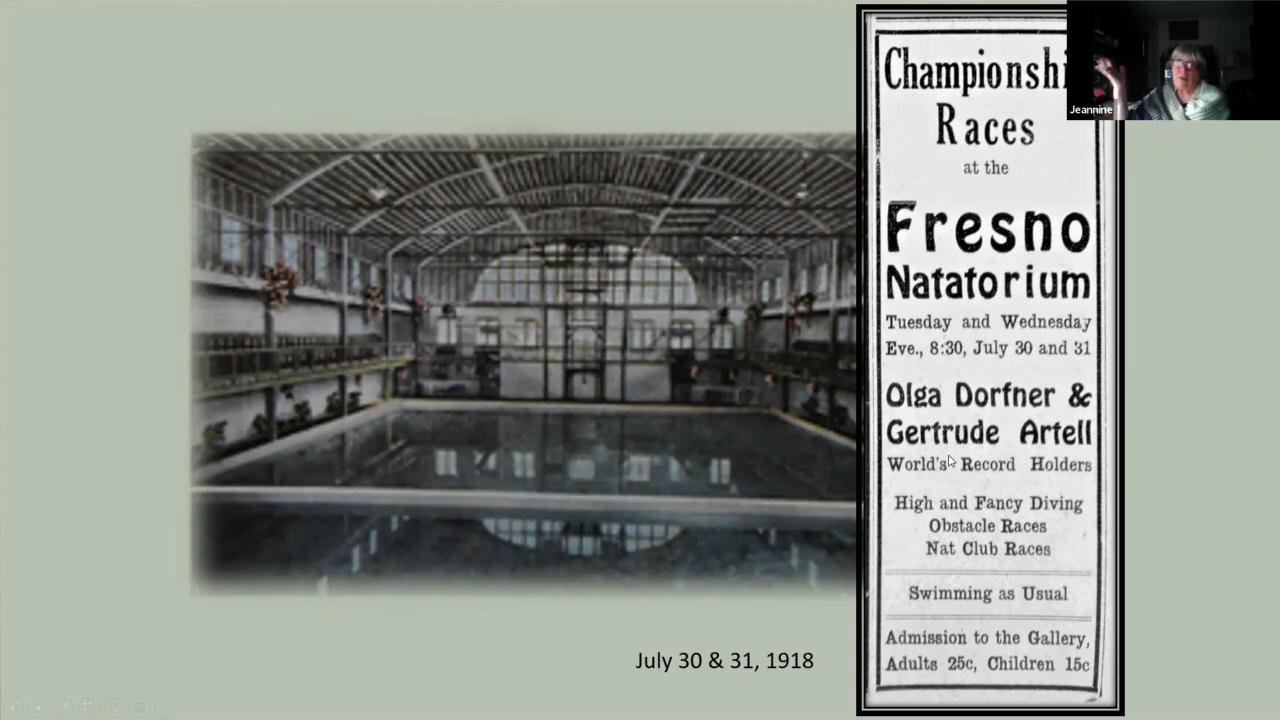 Championshi
Races
at the
Fresno
Natatorium
Tuesday and Wednesday
Eve., 8:30, July 30 and 31
Olga Dorfner &
Gertrude Artell
World's Record Holders
High and Fancy Diving
Obstacle Races
Nat Club Races
Swimming as Usual
Admission to the Gallery,
Adults 25c, Children 15c
Jeannine
July 30 & 31, 1918